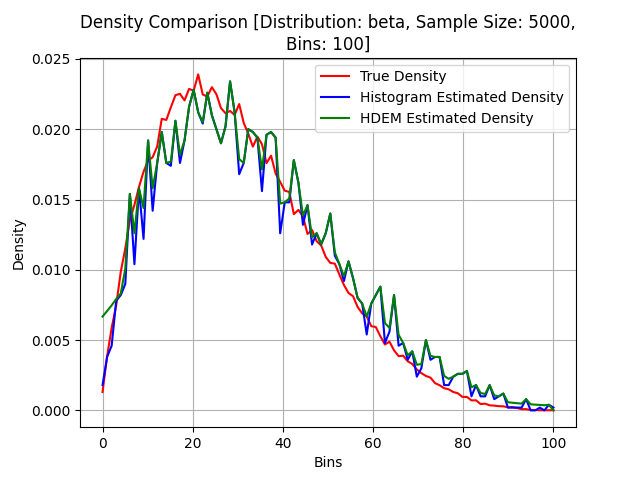 Density Comparison [Distribution: beta, Sample Size: 5000,
Bins: 100]
True Density
Histogram Estimated Density
HDEM Estimated Density
Density
0.025
0.020
0.015
0.010
0.005
0.000
0 20 40 60 80 100
Bins